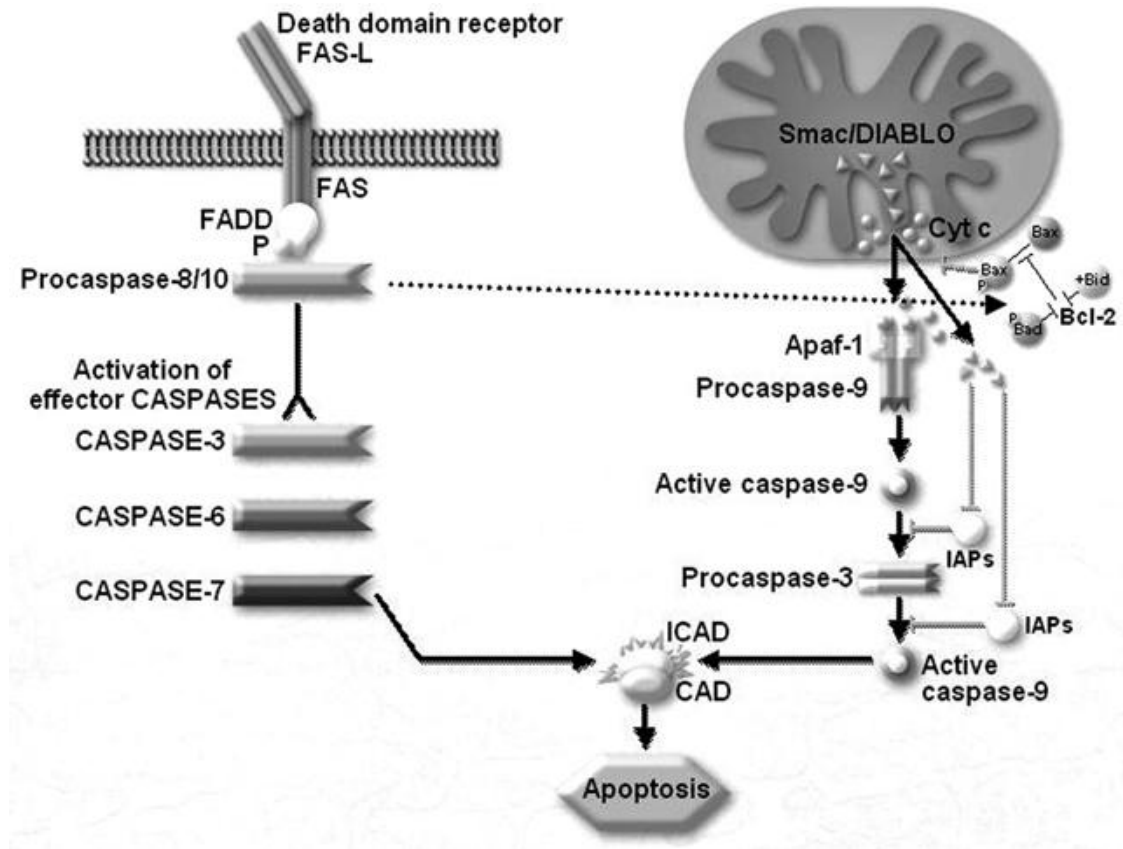 Death domain receptor
FAS-L
FAS
FADD
P
Procaspase-8/10
Activation of
effector CASPASES
CASPASE-3
CASPASE-6
CASPASE-7
Smac/DIABLO
Cyt c
Bax
Bax
P
+Bid
Bcl-2
P
Bad
Apaf-1
Procaspase-9
Active caspase-9
IAPs
Procaspase-3
IAPs
Active
caspase-9
ICAD
CAD
Apoptosis